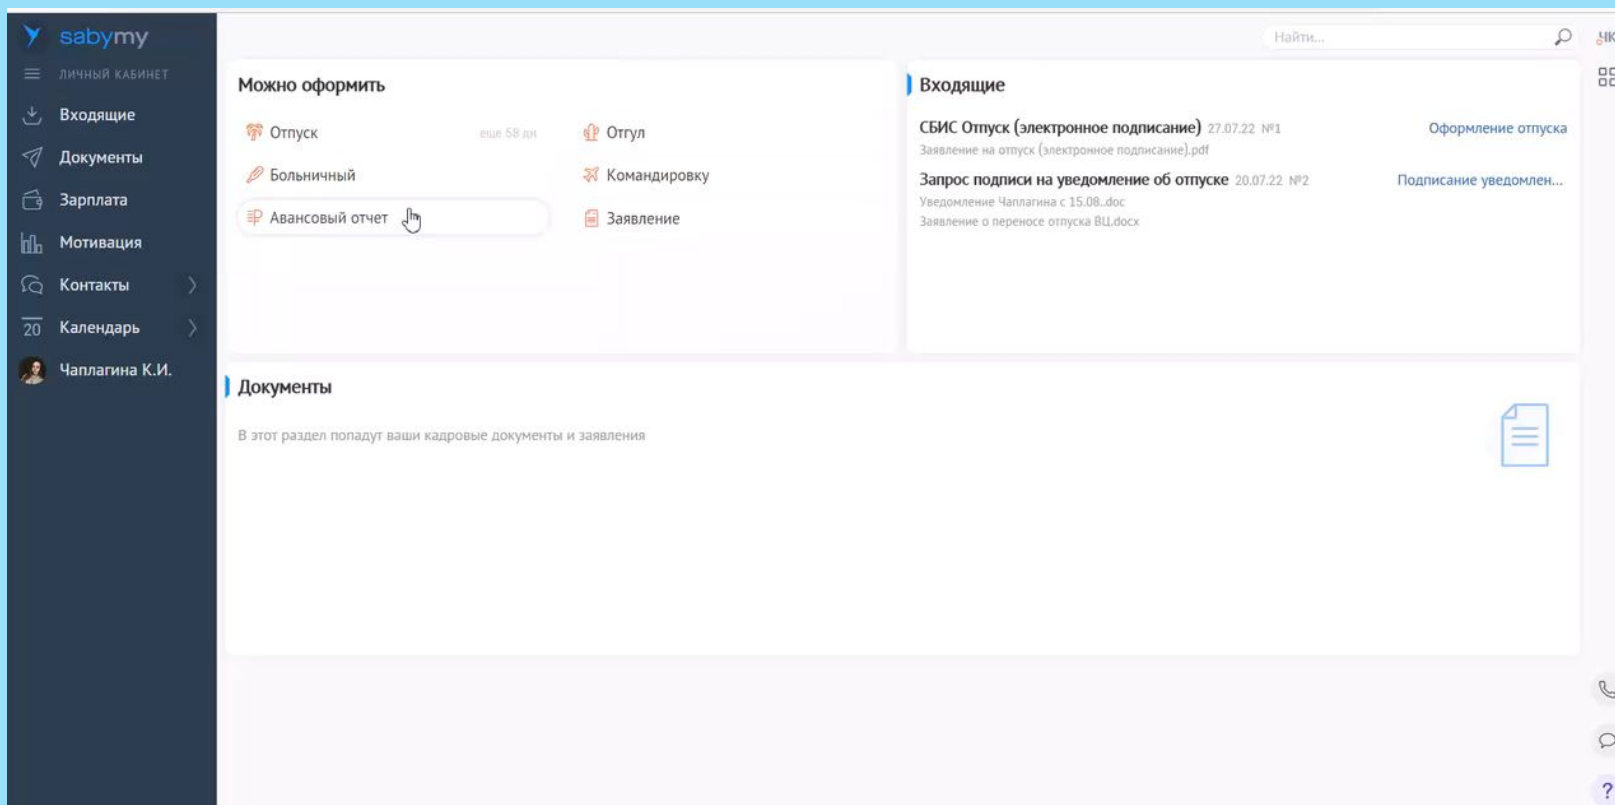 sabymy
ЛИЧНЫЙ КАБИНЕТ
Входящие
Документы
Зарплата
Мотивация
Контакты
20 Календарь
Чаплагина К.И.
Найти...
ЧК
Можно оформить
Отпуск еще 58 дн
Отгул
Больничный
Командировку
Авансовый отчет
Заявление
Входящие
СБИС Отпуск (электронное подписание) 27.07.22 №1 Оформление отпуска
Заявление на отпуск (электронное подписание).pdf
Запрос подписи на уведомление об отпуске 20.07.22 №2 Подписание уведомлен...
Уведомление Чаплагина с 15.08..doc
Заявление о переносе отпуска ВЦ.docx
Документы
В этот раздел попадут ваши кадровые документы и заявления
?